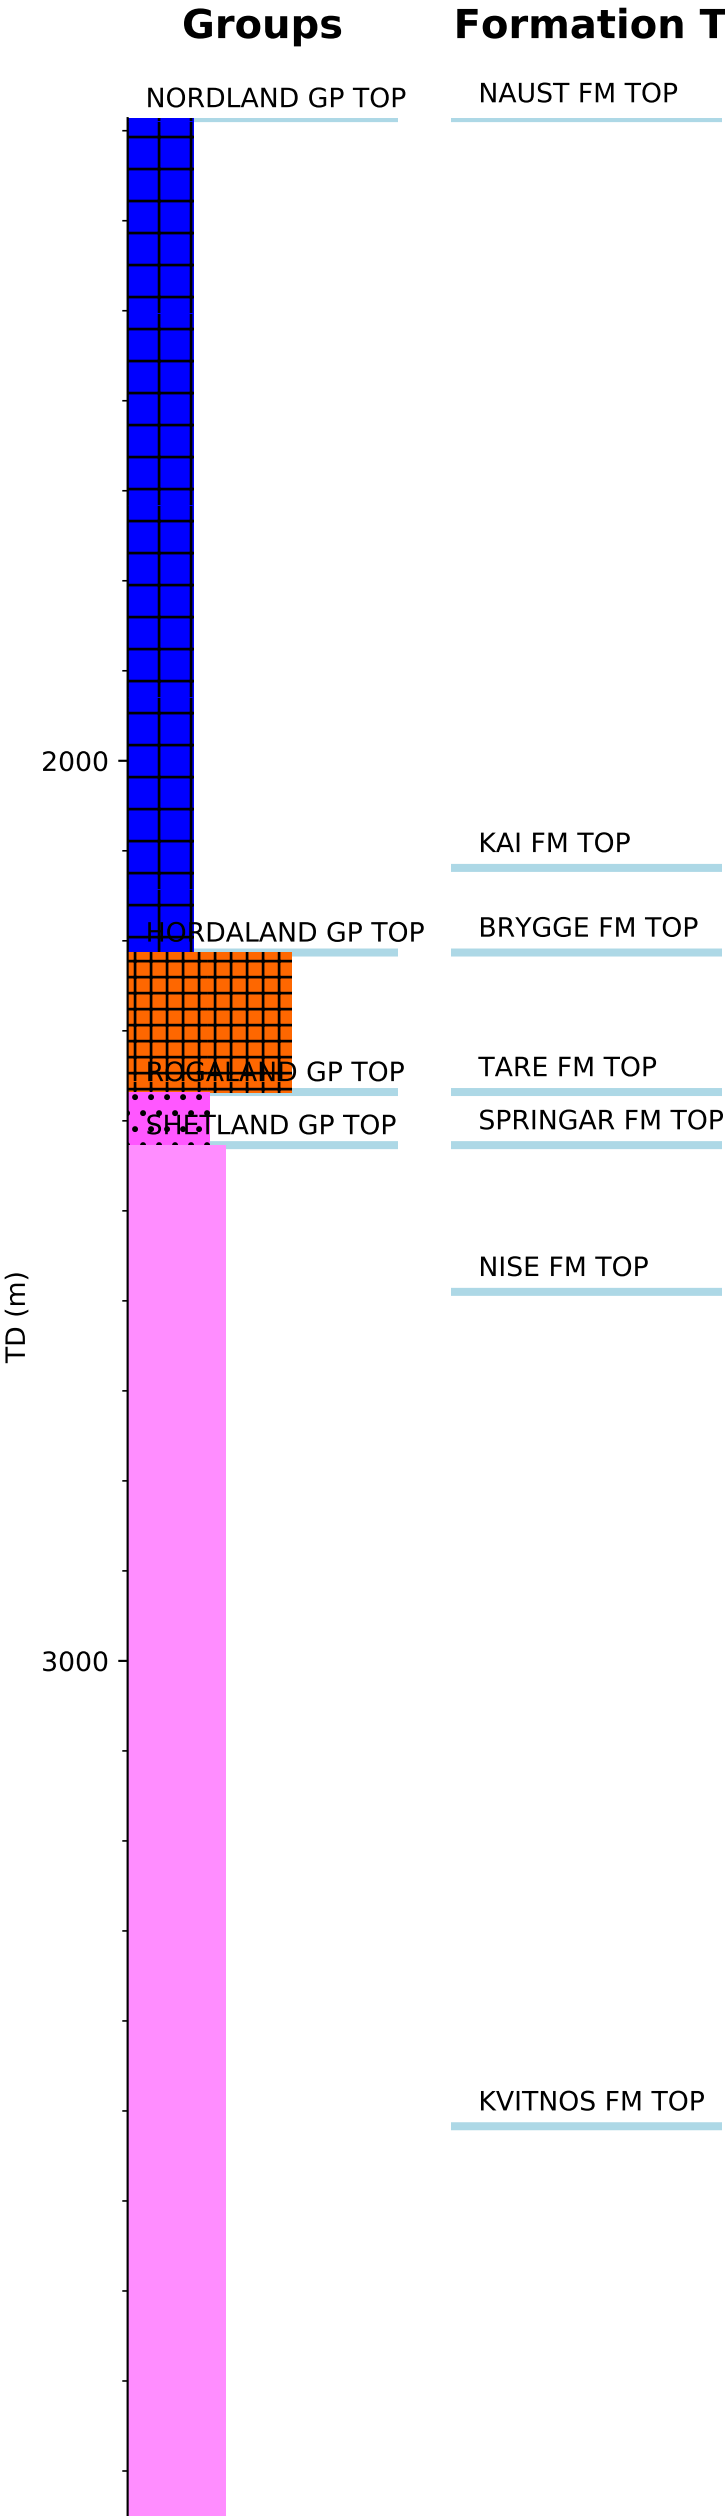 Groups
Formation T
NORDLAND GP TOP
NAUST FM TOP
2000
KAI FM TOP
HORDALAND GP TOP
BRYGGE FM TOP
ROGALAND GP TOP
TARE FM TOP
SHETLAND GP TOP
SPRINGAR FM TOP
NISE FM TOP
TD (m)
3000
KVITNOS FM TOP